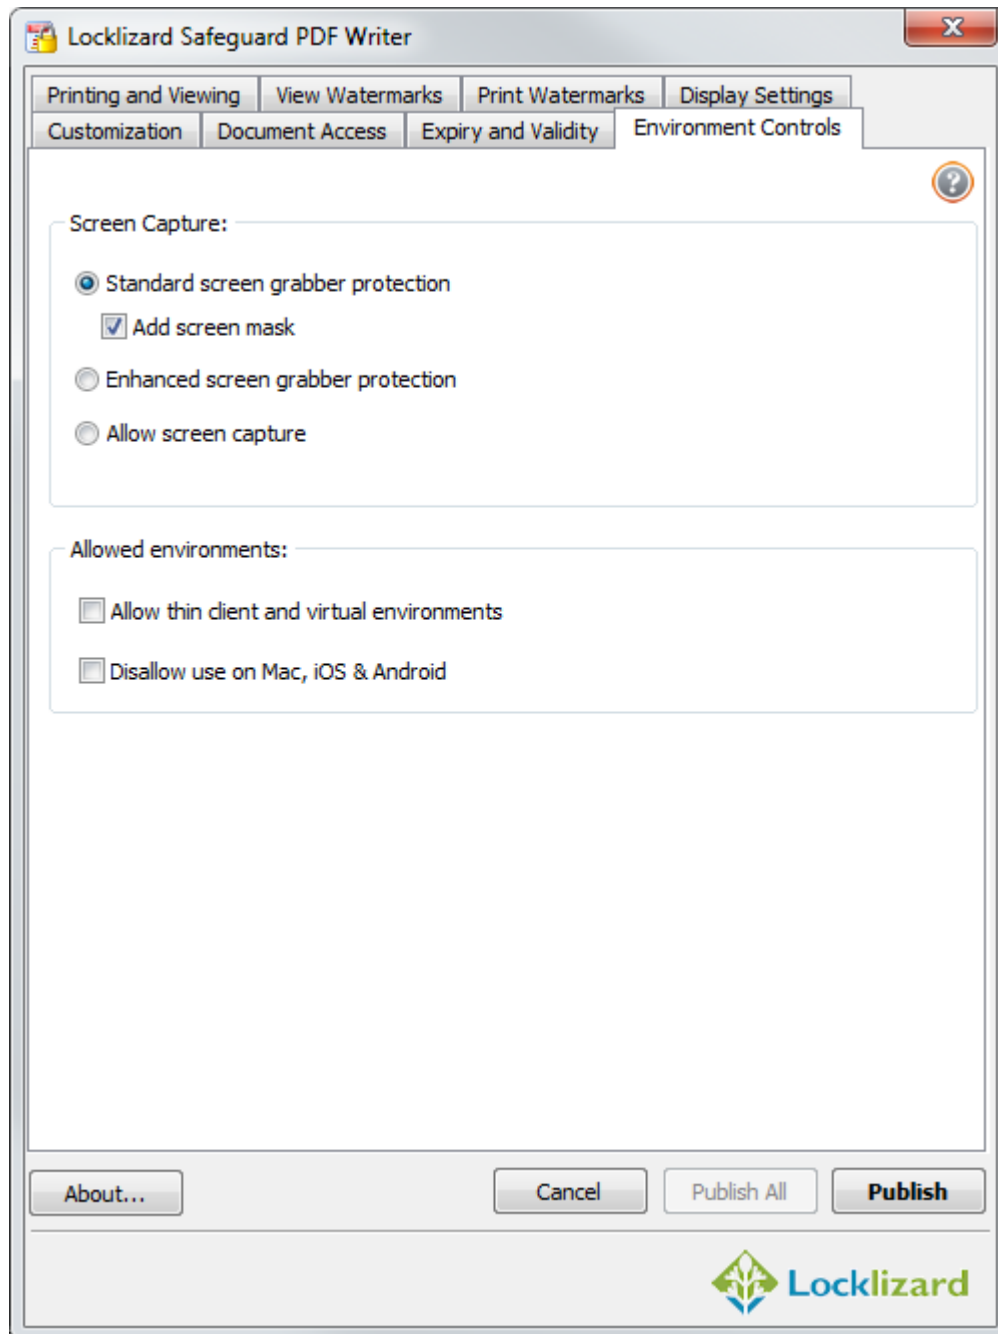 Locklizard Safeguard PDF Writer
Printing and Viewing View Watermarks Print Watermarks Display Settings
Customization Document Access Expiry and Validity Environment Controls
?
Screen Capture:
Standard screen grabber protection
Add screen mask
Enhanced screen grabber protection
Allow screen capture
Allowed environments:
Allow thin client and virtual environments
Disallow use on Mac, iOS & Android
About... Cancel Publish All Publish
Locklizard